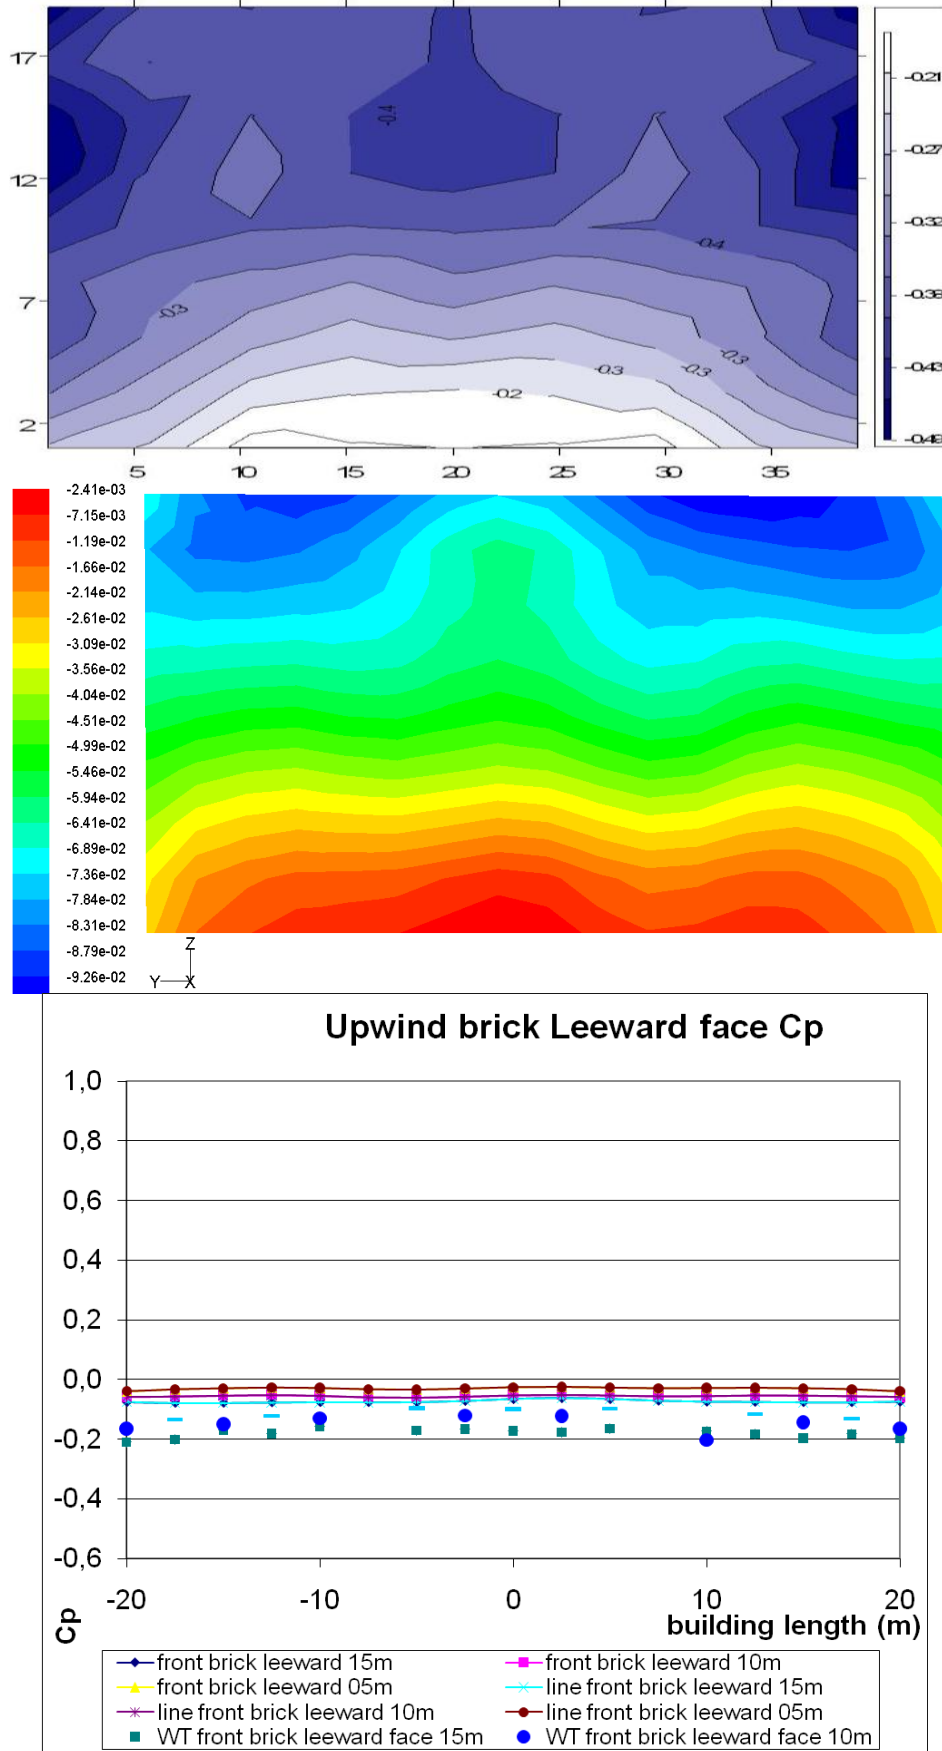 17
12
7
2
-0.4
-0.4
-0.3
-0.3
-0.3
-0.3
-0.2
5 10 15 20 25 30 35
-0.21
-0.27
-0.32
-0.38
-0.43
-0.49
-2.41e-03
-7.15e-03
-1.19e-02
-1.66e-02
-2.14e-02
-2.61e-02
-3.09e-02
-3.56e-02
-4.04e-02
-4.51e-02
-4.99e-02
-5.46e-02
-5.94e-02
-6.41e-02
-6.89e-02
-7.36e-02
-7.84e-02
-8.31e-02
-8.79e-02
-9.26e-02
Z
Y X
Upwind brick Leeward face Cp
1,0
0,8
0,6
0,4
0,2
0,0
-0,2
-0,4
-0,6
-20 -10 0 10 20
Cp
building length (m)
front brick leeward 15m
front brick leeward 10m
front brick leeward 05m
line front brick leeward 15m
line front brick leeward 10m
line front brick leeward 05m
WT front brick leeward face 15m
WT front brick leeward face 10m